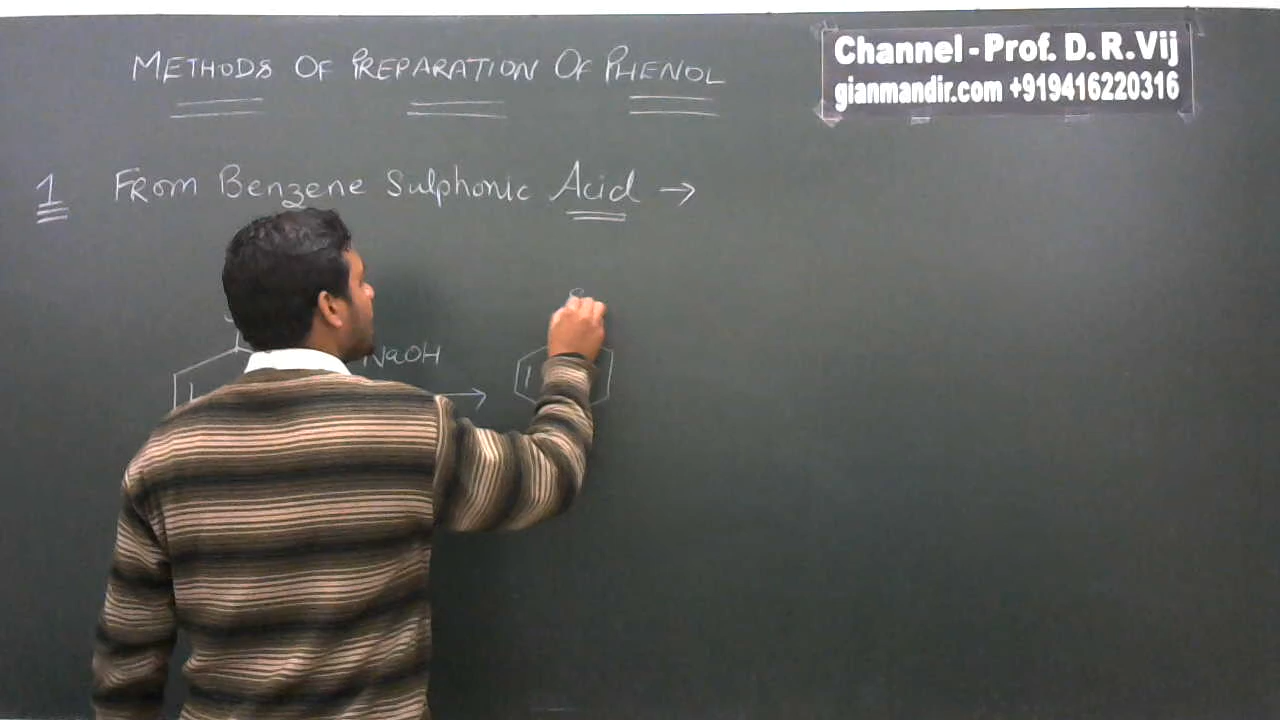 METHODS OF PREPARATION OF PHENOL
Channel - Prof. D. R. Vij
gianmandir.com +919416220316
1 FROM Benzene Sulphonic Acid →
NaOH